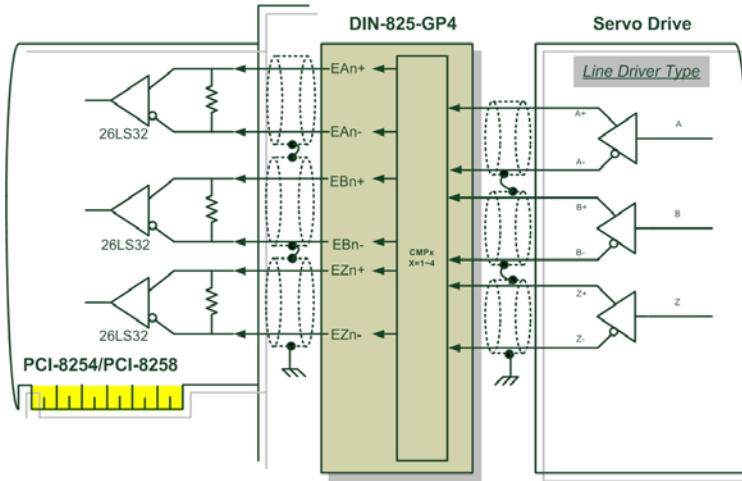 DIN-825-GP4
Servo Drive
Line Driver Type
EAn+
EAn-
26LS32
EBn+
EBn-
26LS32
EZn+
EZn-
26LS32
CMPx
X=1~4
A+
A-
A
B+
B-
B
Z+
Z-
Z
PCI-8254/PCI-8258